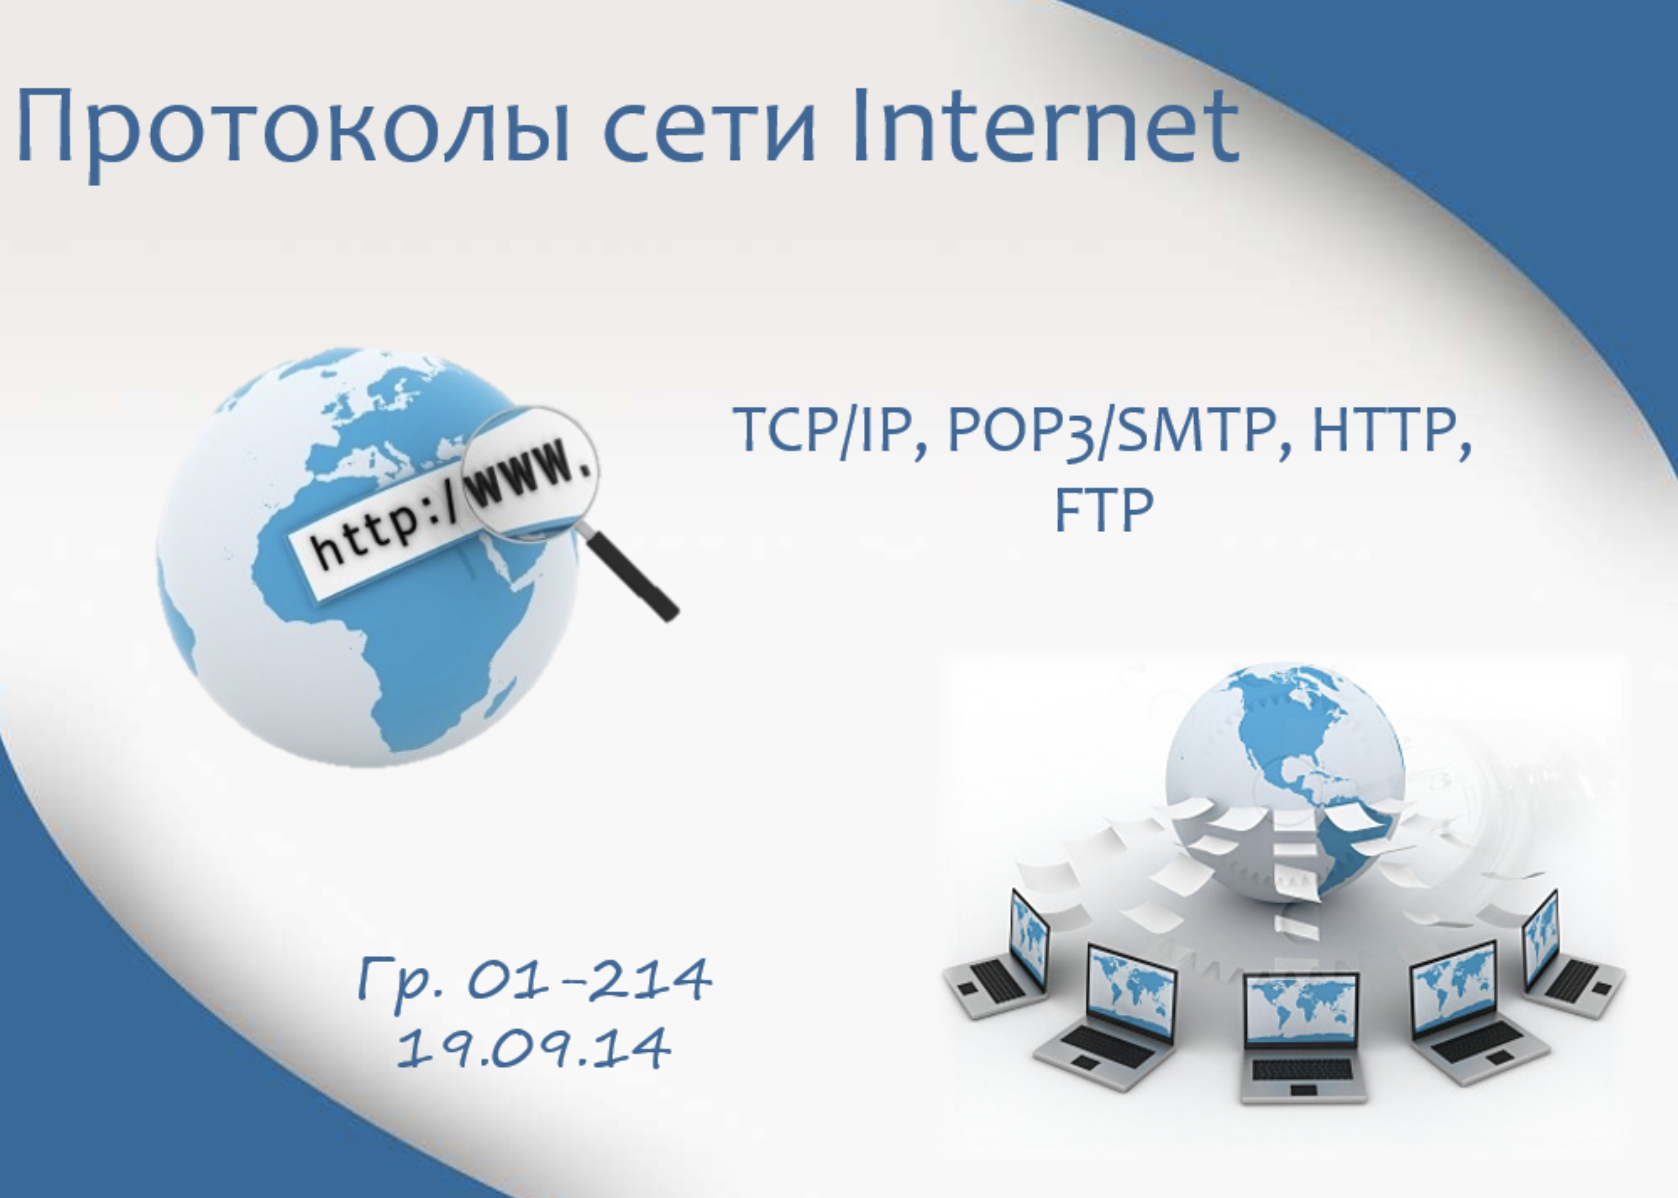 Протоколы сети Internet
TCP/IP, POP3/SMTP, HTTP,
FTP
http:/www.
Гр. 01-214
19.09.14